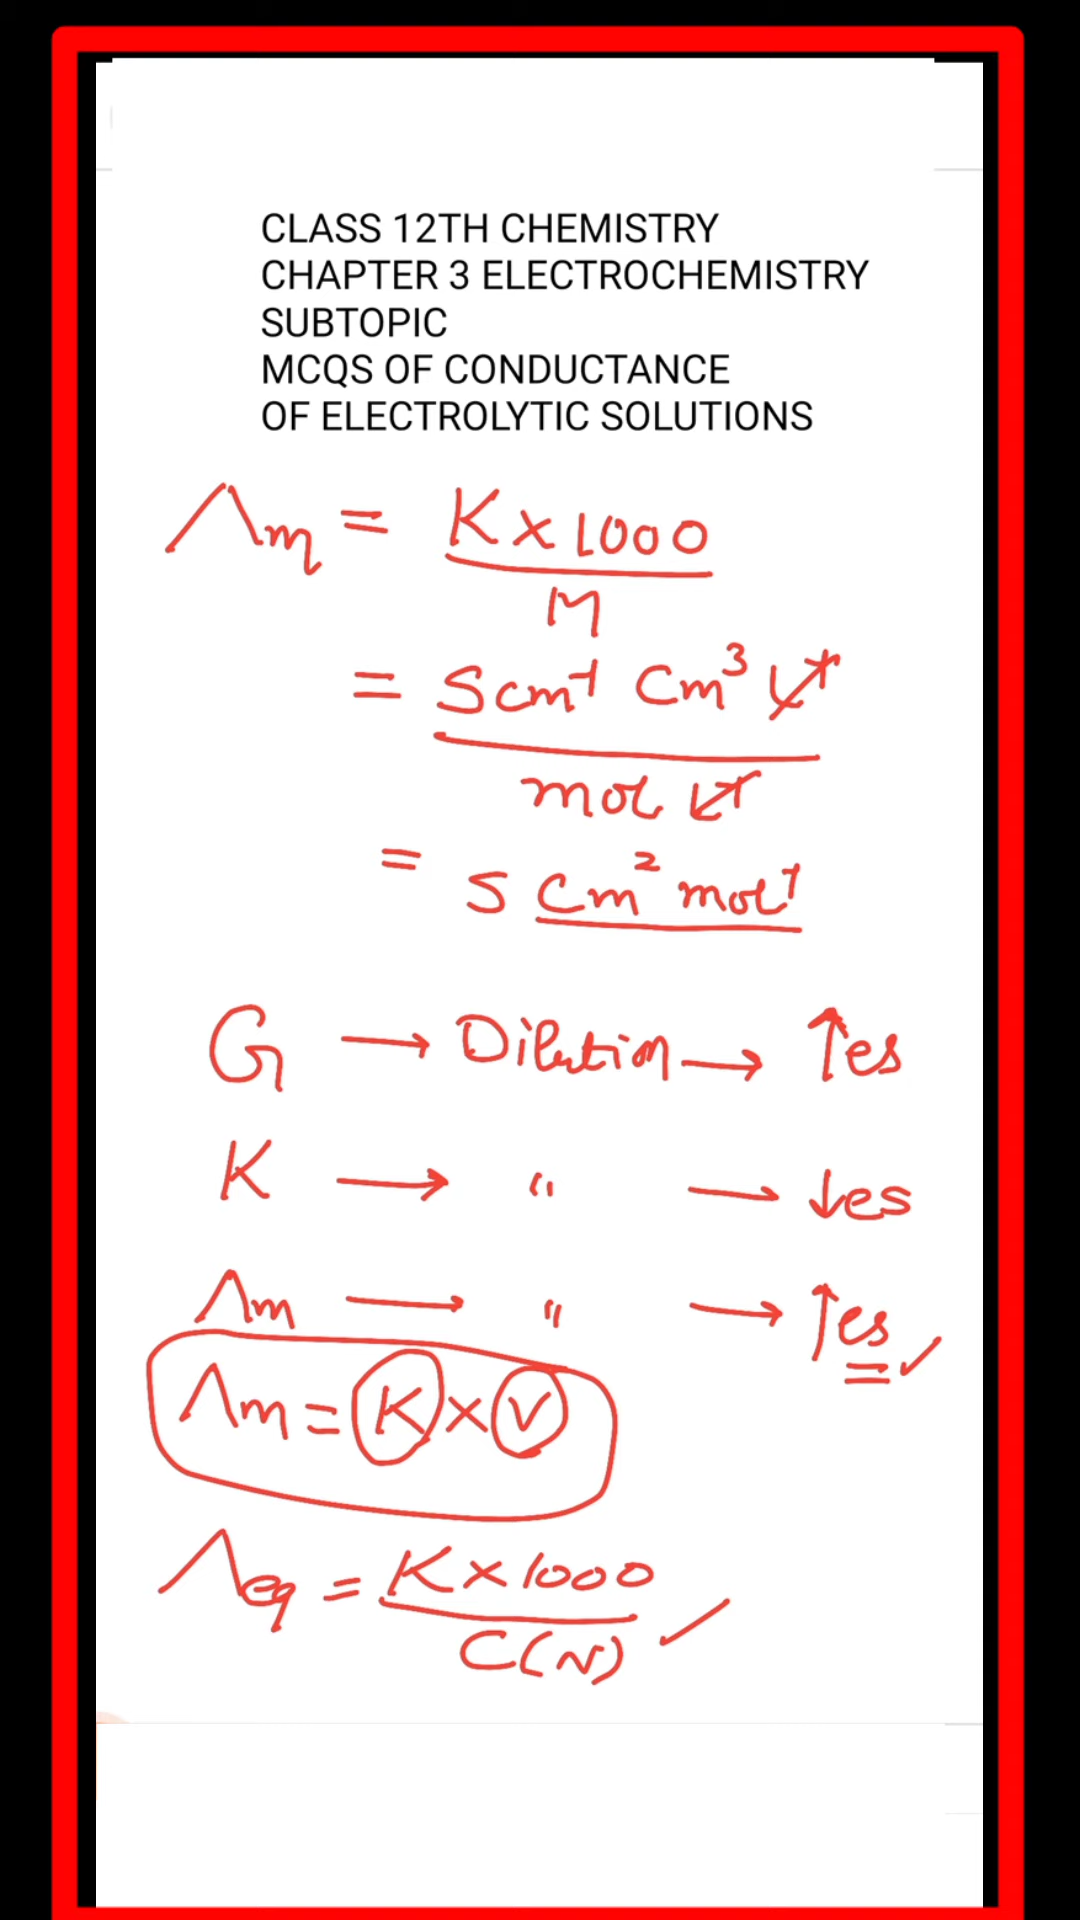 CLASS 12TH CHEMISTRY
CHAPTER 3 ELECTROCHEMISTRY
SUBTOPIC
MCQS OF CONDUCTANCE
OF ELECTROLYTIC SOLUTIONS
Λm = K × 1000
M
= S cm⁻¹ cm³ L⁻¹
mol L⁻¹
= S cm² mol⁻¹
G → Dilution → ↑es
K → " → ↓es
Λm → " → ↑es ✓
Λm = K × V
Λeq = K × 1000
C(N) ✓